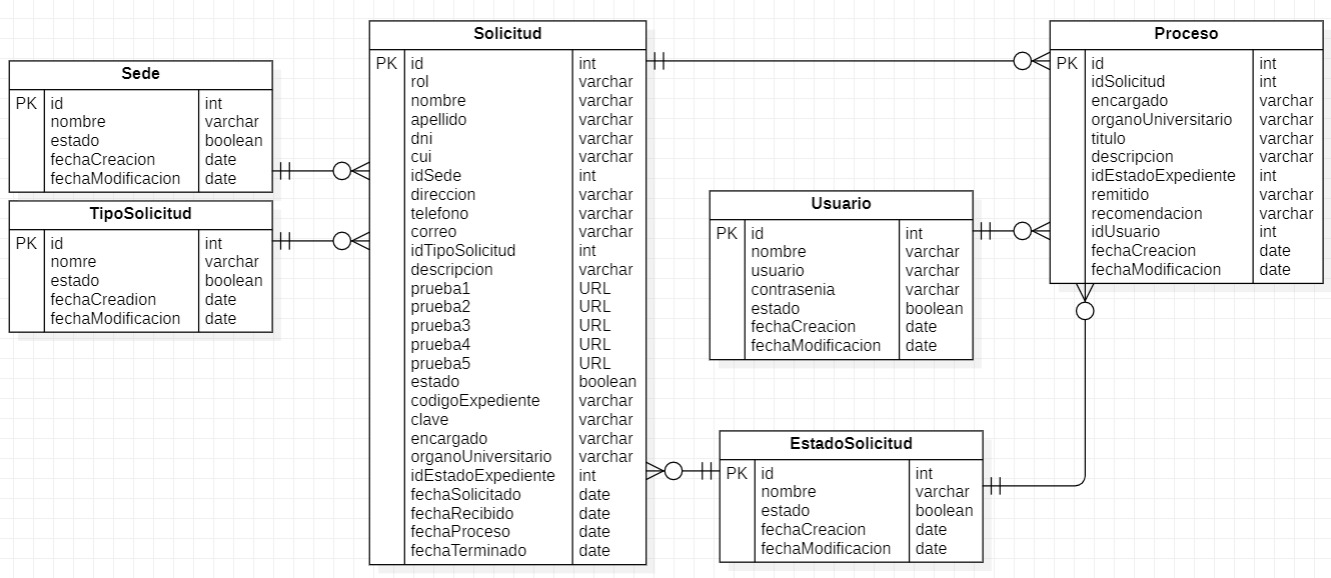 Sede
PK id int
nombre varchar
estado boolean
fechaCreacion date
fechaModificacion date
TipoSolicitud
PK id int
nomre varchar
estado boolean
fechaCreadion date
fechaModificacion date
Solicitud
PK id int
rol varchar
nombre varchar
apellido varchar
dni varchar
cui varchar
idSede int
direccion varchar
telefono varchar
correo varchar
idTipoSolicitud int
descripcion varchar
prueba1 URL
prueba2 URL
prueba3 URL
prueba4 URL
prueba5 URL
estado boolean
codigoExpediente varchar
clave varchar
encargado varchar
organoUniversitario varchar
idEstadoExpediente int
fechaSolicitado date
fechaRecibido date
fechaProceso date
fechaTerminado date
Usuario
PK id int
nombre varchar
usuario varchar
contrasenia varchar
estado boolean
fechaCreacion date
fechaModificacion date
EstadoSolicitud
PK id int
nombre varchar
estado boolean
fechaCreacion date
fechaModificacion date
Proceso
PK id int
idSolicitud int
encargado varchar
organoUniversitario varchar
titulo varchar
descripcion varchar
idEstadoExpediente int
remitido varchar
recomendacion varchar
idUsuario int
fechaCreacion date
fechaModificacion date